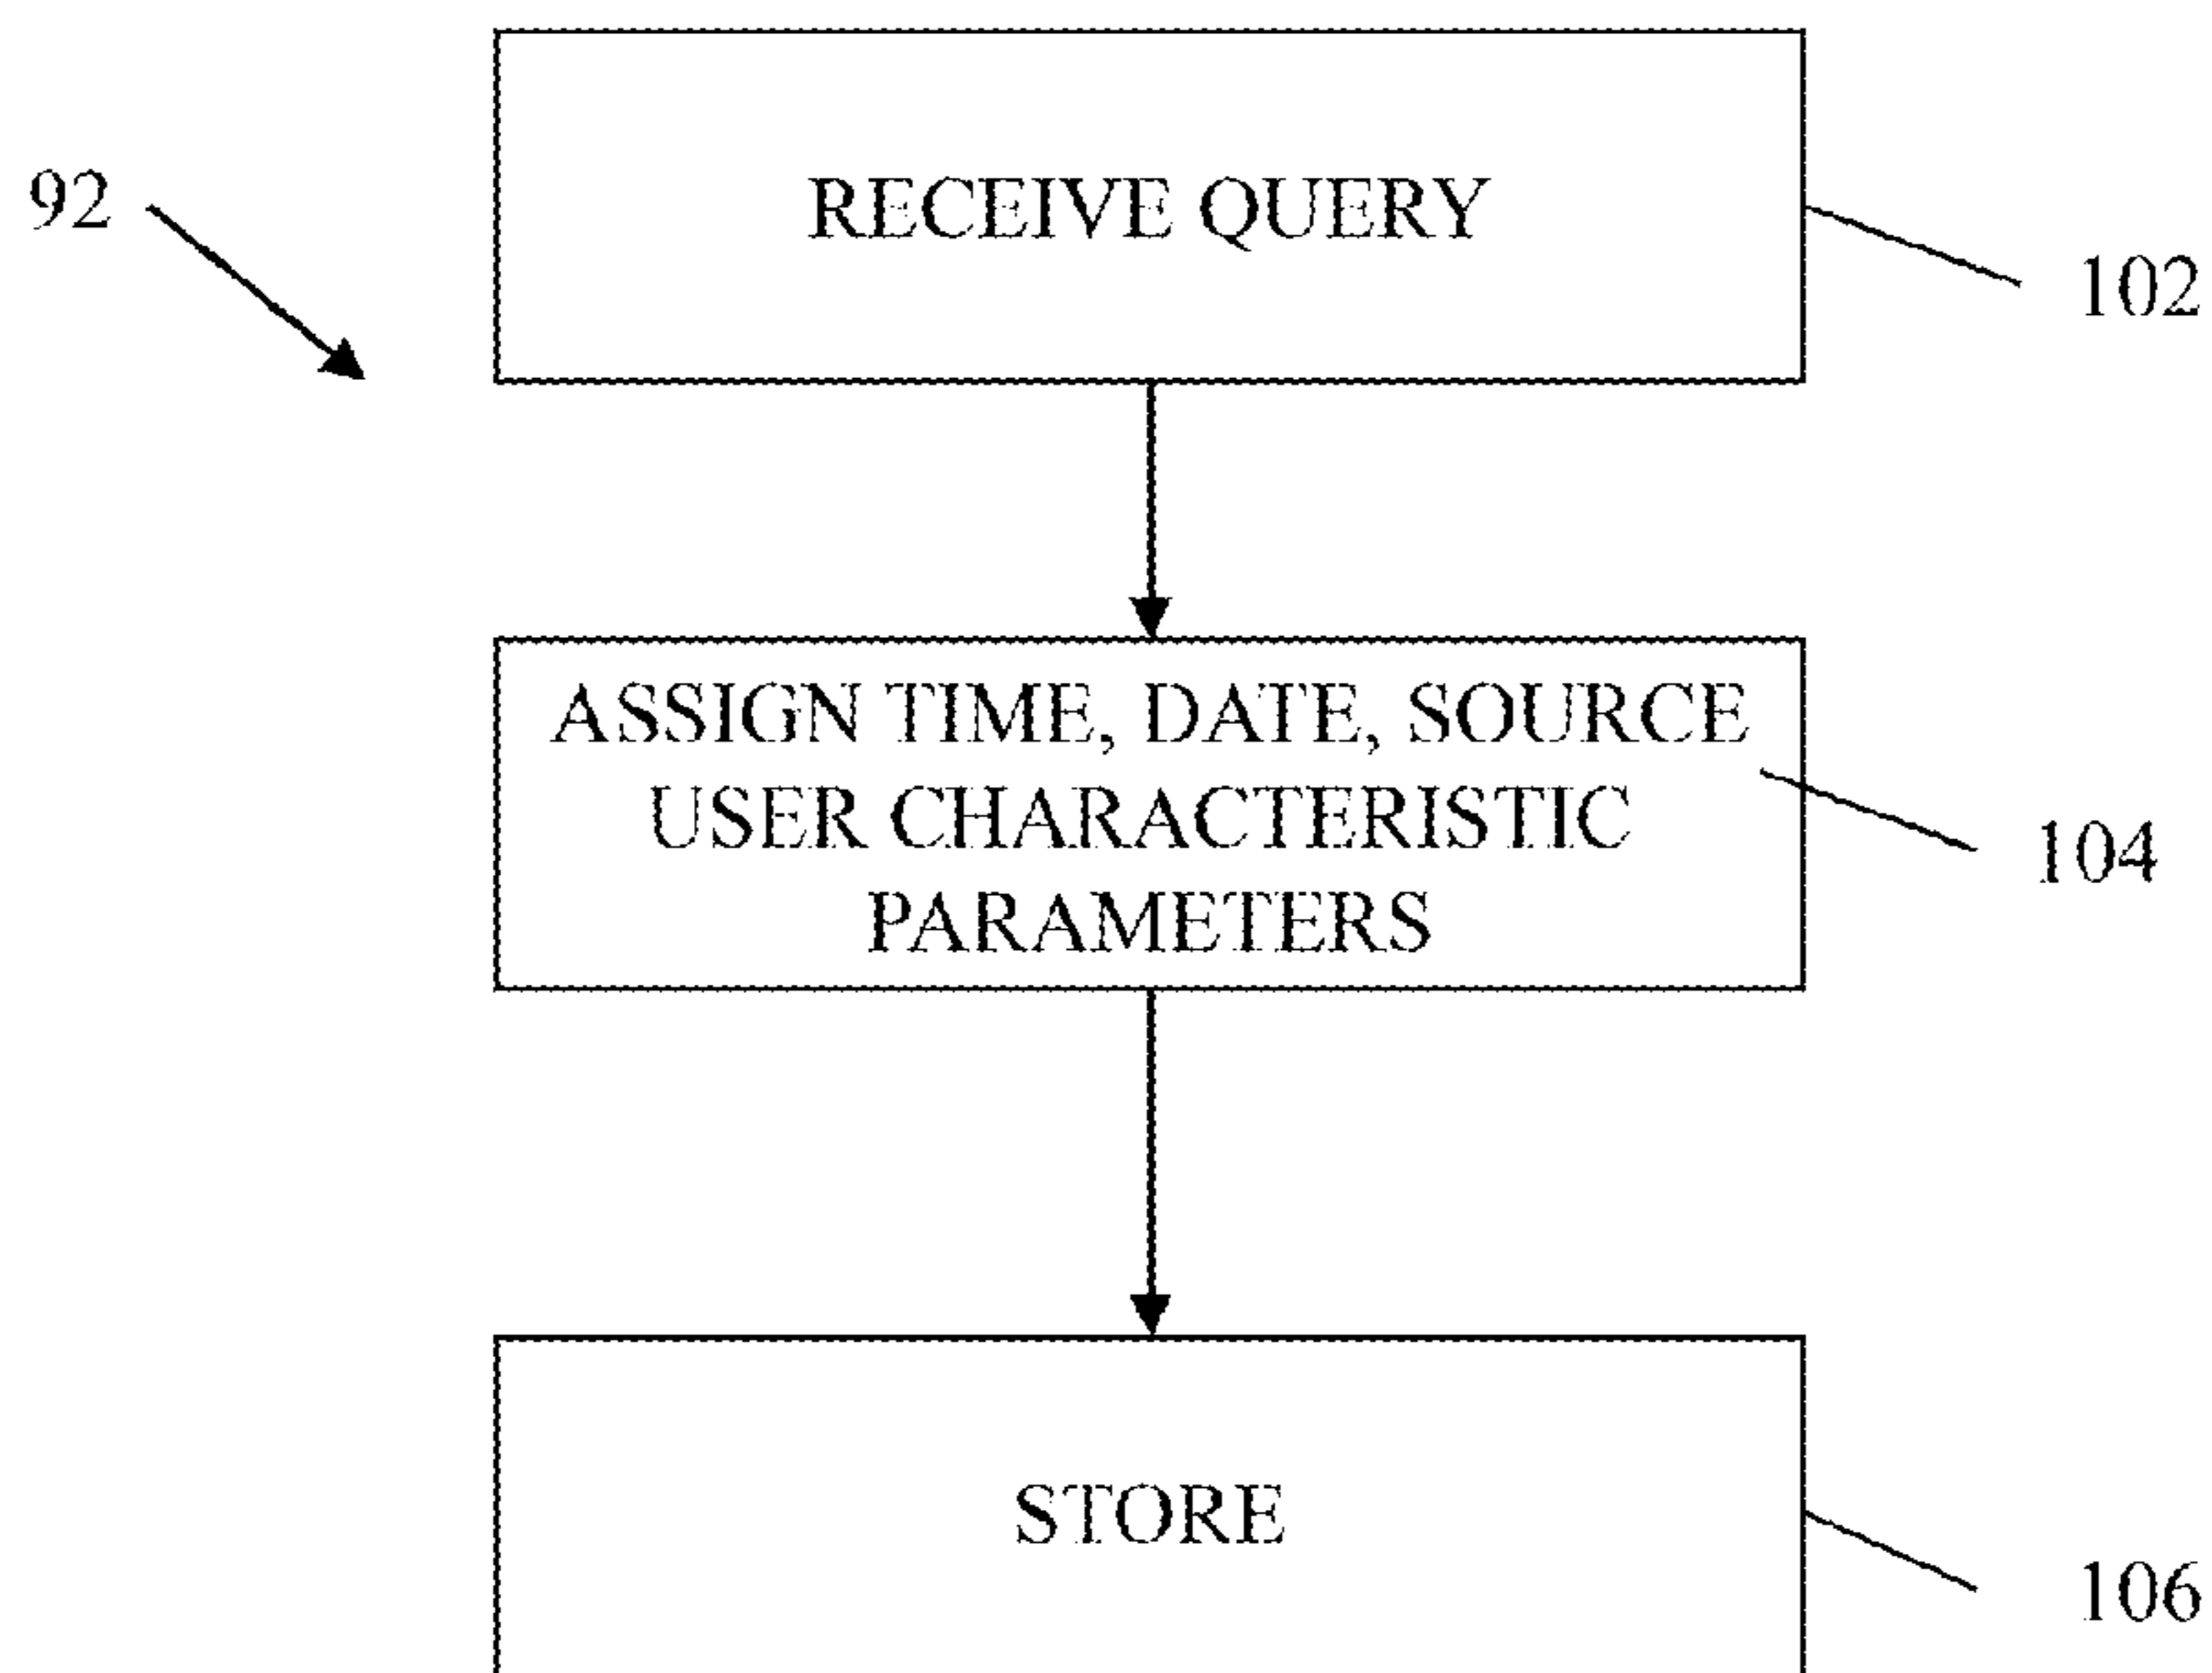 RECEIVE QUERY
92
102
ASSIGN TIME, DATE, SOURCE
USER CHARACTERISTIC
PARAMETERS
104
STORE
106